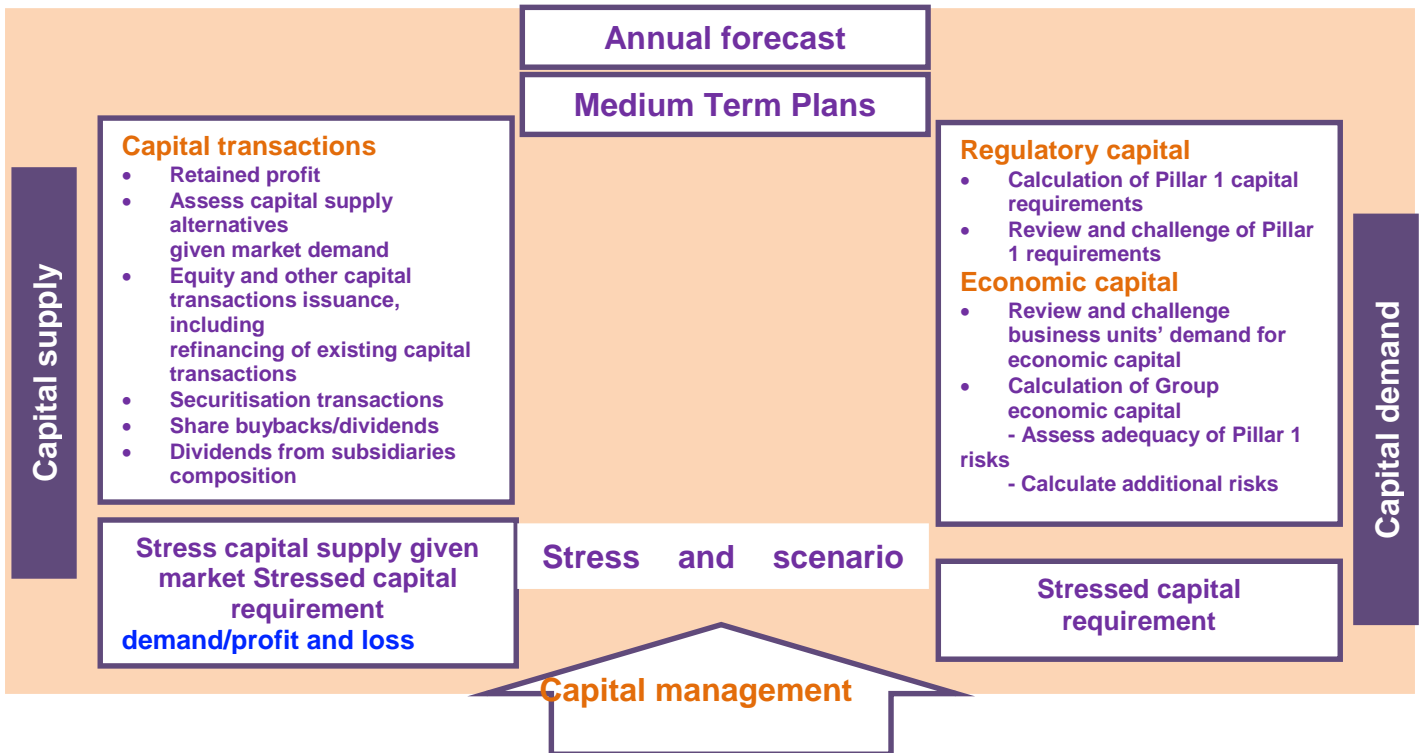 Annual forecast
Medium Term Plans
Capital supply
Capital transactions
• Retained profit
• Assess capital supply
alternatives
given market demand
• Equity and other capital
transactions issuance,
including
refinancing of existing capital
transactions
• Securitisation transactions
• Share buybacks/dividends
• Dividends from subsidiaries
composition
Stress capital supply given
market Stressed capital
requirement
demand/profit and loss
Stress and scenario
Capital management
Regulatory capital
• Calculation of Pillar 1 capital
requirements
• Review and challenge of Pillar
1 requirements
Economic capital
• Review and challenge
business units’ demand for
economic capital
• Calculation of Group
economic capital
- Assess adequacy of Pillar 1
risks
- Calculate additional risks
Stressed capital
requirement
Capital demand